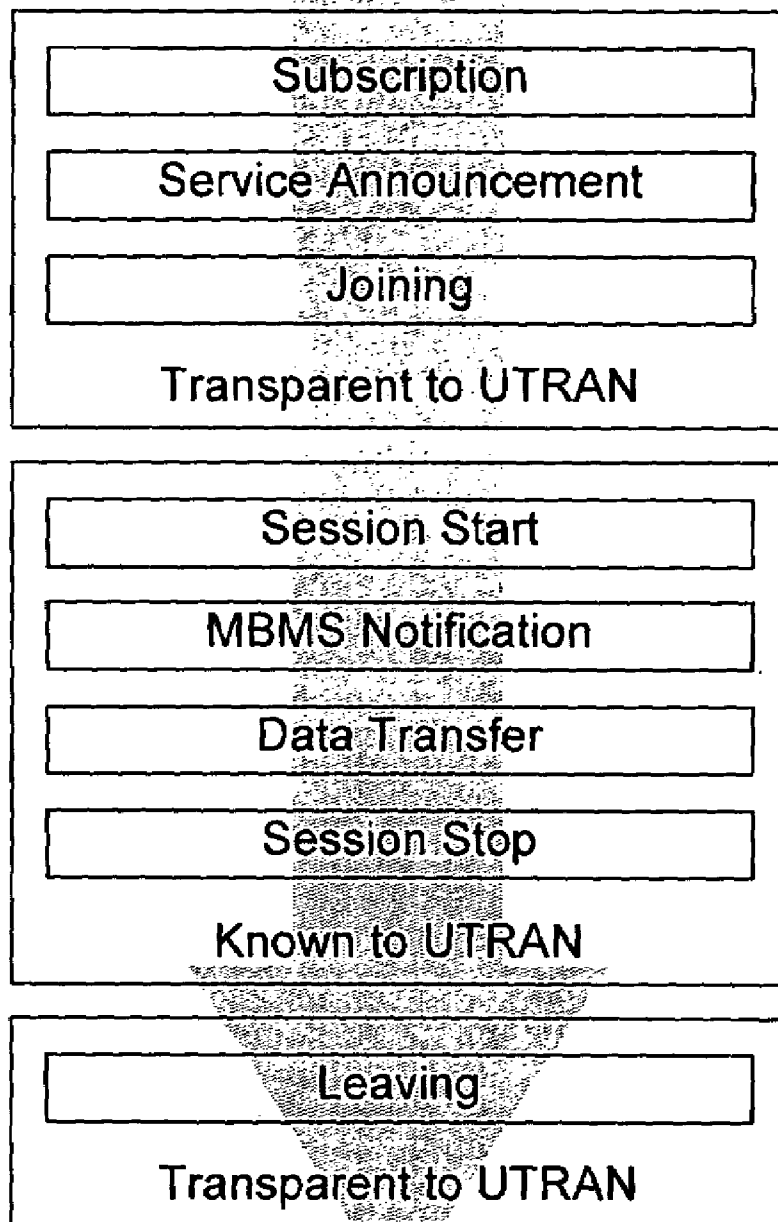 Subscription
Service Announcement
Joining
Transparent to UTRAN
Session Start
MBMS Notification
Data Transfer
Session Stop
Known to UTRAN
Leaving
Transparent to UTRAN